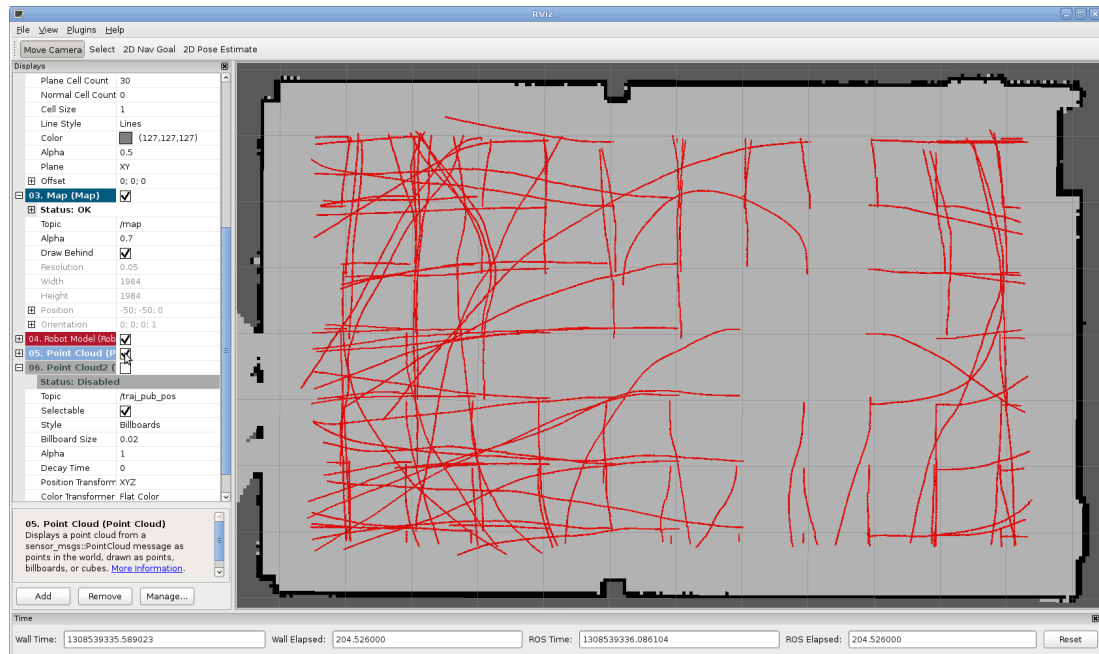 RViz
File View Plugins Help
Move Camera Select 2D Nav Goal 2D Pose Estimate
Displays
Plane Cell Count 30
Normal Cell Count 0
Cell Size 1
Line Style Lines
Color (127,127,127)
Alpha 0.5
Plane XY
Offset 0; 0; 0
03. Map (Map)
Status: OK
Topic /map
Alpha 0.7
Draw Behind
Resolution 0.05
Width 1984
Height 1984
Position -50; -50; 0
Orientation 0; 0; 0; 1
04. Robot Model (Rob
05. Point Cloud (P
06. Point Cloud2 (
Status: Disabled
Topic /traj_pub_pos
Selectable
Style Billboards
Billboard Size 0.02
Alpha 1
Decay Time 0
Position Transform XYZ
Color Transformer Flat Color
05. Point Cloud (Point Cloud)
Displays a point cloud from a
sensor_msgs::PointCloud message as
points in the world, drawn as points,
billboards, or cubes. More Information.
Add Remove Manage...
Time
Wall Time: 1308539335.589023 Wall Elapsed: 204.526000 ROS Time: 1308539336.086104 ROS Elapsed: 204.526000 Reset